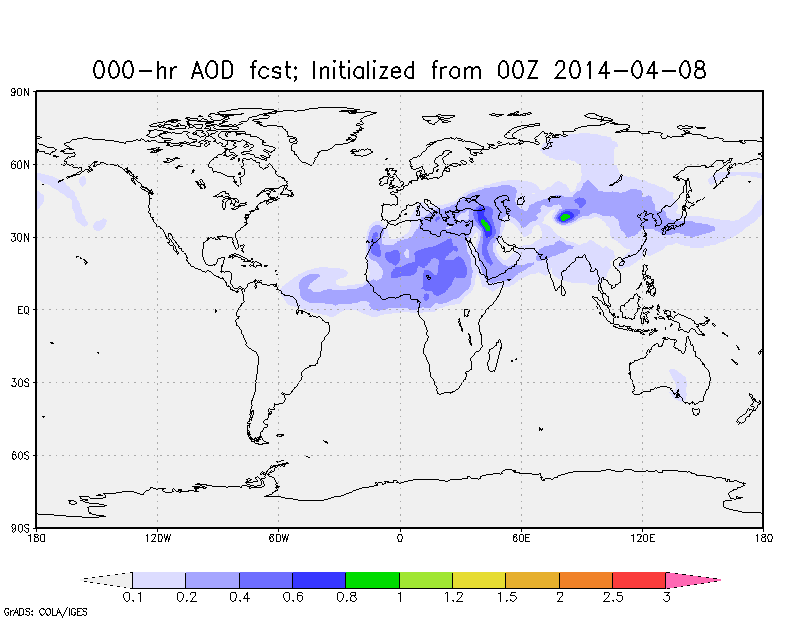 000-hr AOD fcst; Initialized from 00Z 2014-04-08
90N
60N
30N
EQ
30S
60S
90S
180 120W 60W 0 60E 120E 180
0.1 0.2 0.4 0.6 0.8 1 1.2 1.5 2 2.5 3
GrADS: COLA/IGES